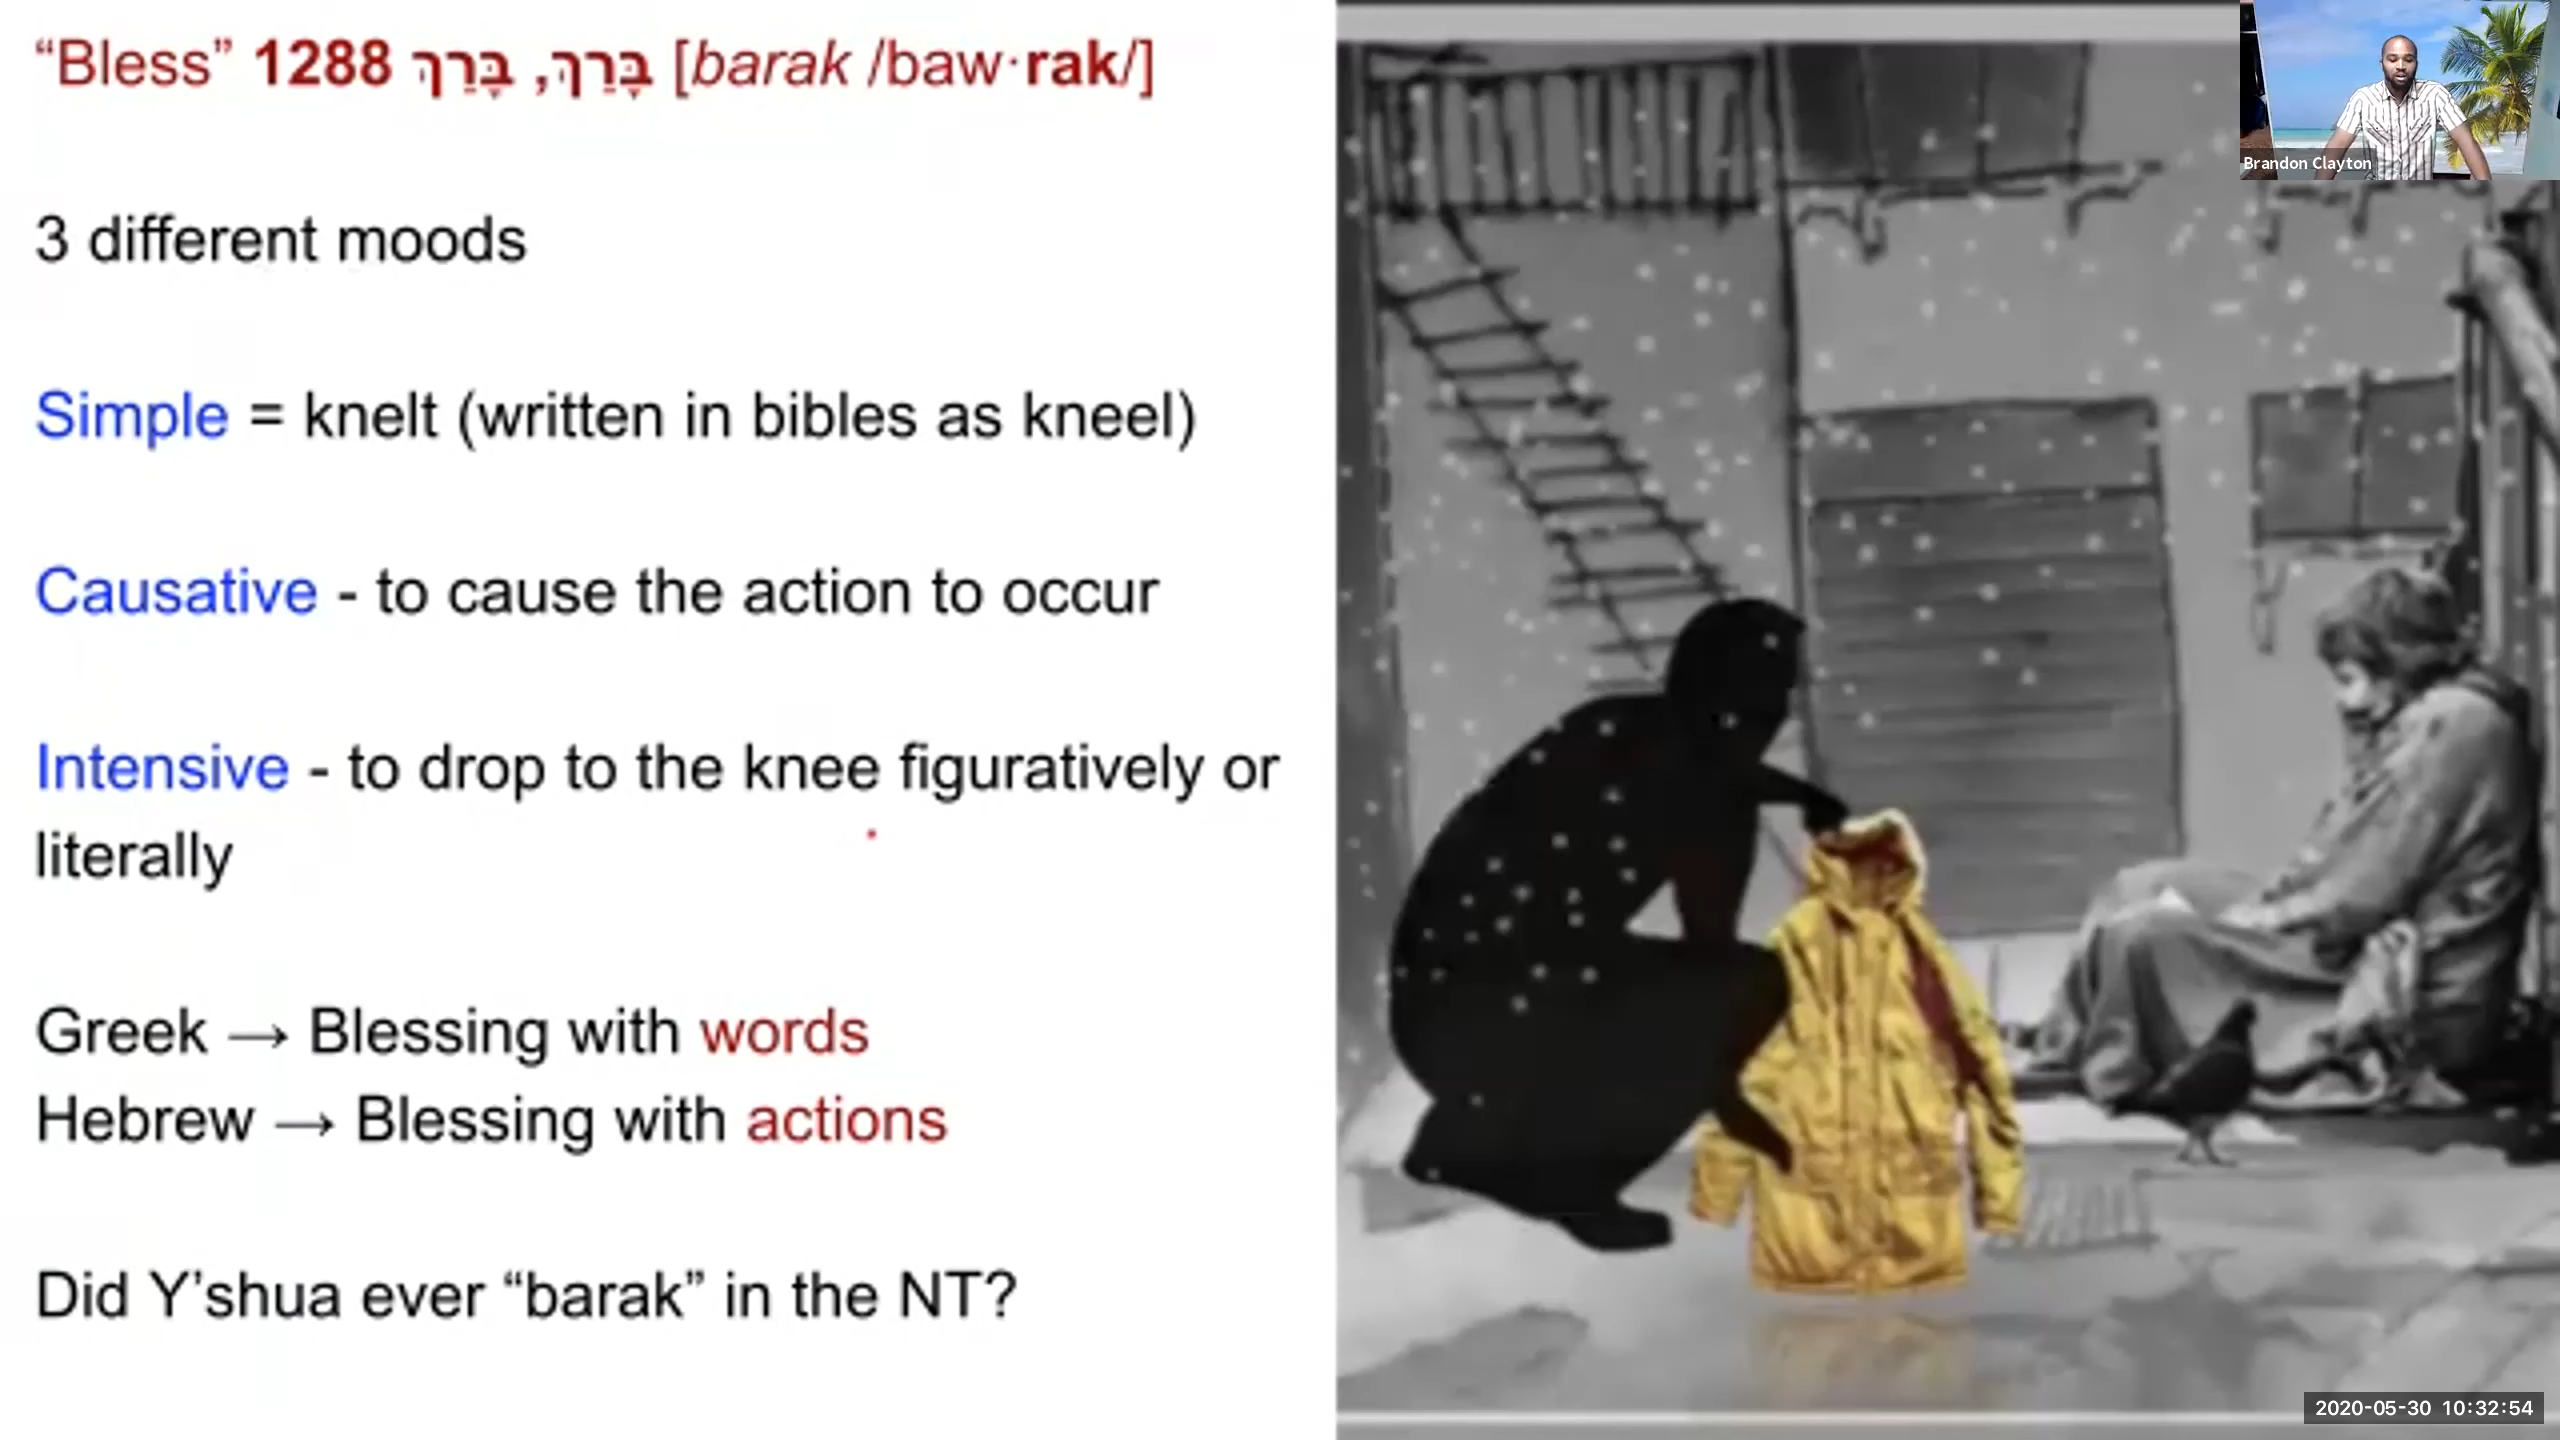 “Bless” 1288 בָּרַךְ, בָּרַךְ [barak /baw·rak/]
3 different moods
Simple = knelt (written in bibles as kneel)
Causative - to cause the action to occur
Intensive - to drop to the knee figuratively or
literally
Greek → Blessing with words
Hebrew → Blessing with actions
Did Y’shua ever “barak” in the NT?
Brandon Clayton
2020-05-30 10:32:54